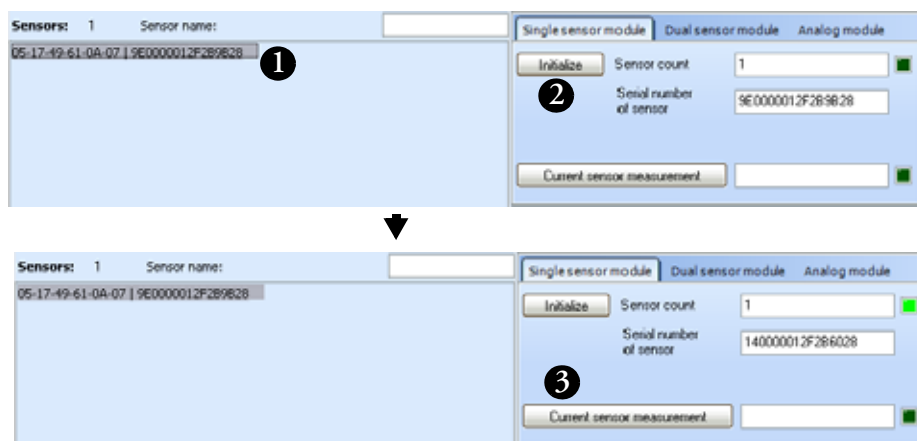 Sensors: 1 Sensor name:
Single sensor module Dual sensor module Analog module
05-17-49-61-0A-07 | 9E0000012F2B9B28
1
Initialize Sensor count 1
2
Serial number
of sensor 9E0000012F2B9B28
Current sensor measurement
Sensors: 1 Sensor name:
Single sensor module Dual sensor module Analog module
05-17-49-61-0A-07 | 9E0000012F2B9B28
Initialize Sensor count 1
Serial number
of sensor 140000012F2B6028
3
Current sensor measurement